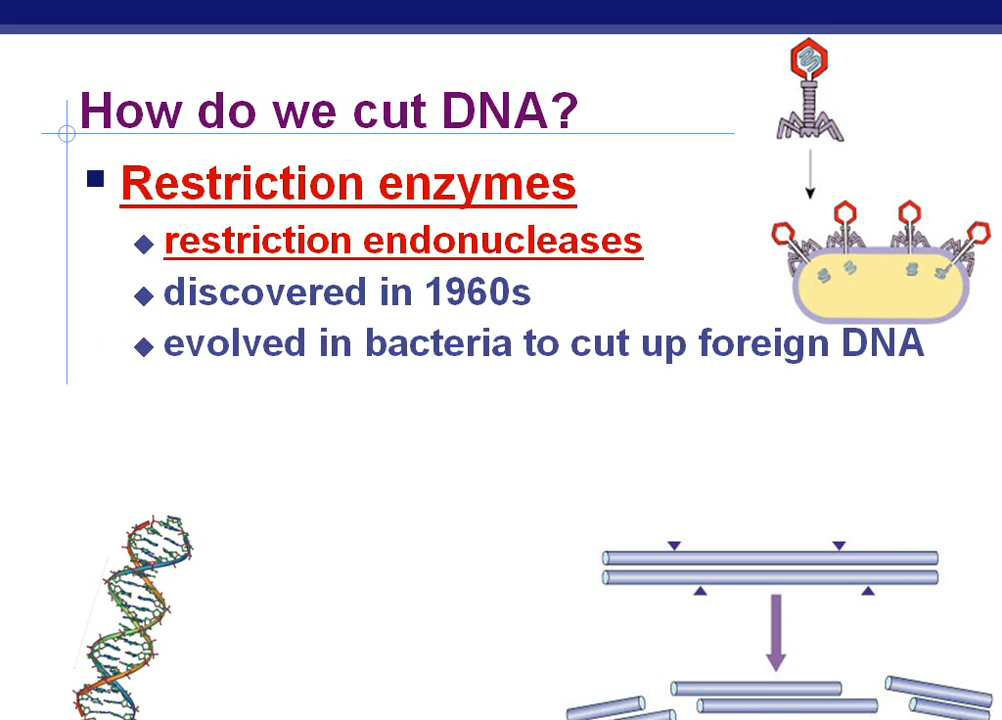 How do we cut DNA?
Restriction enzymes
restriction endonucleases
discovered in 1960s
evolved in bacteria to cut up foreign DNA